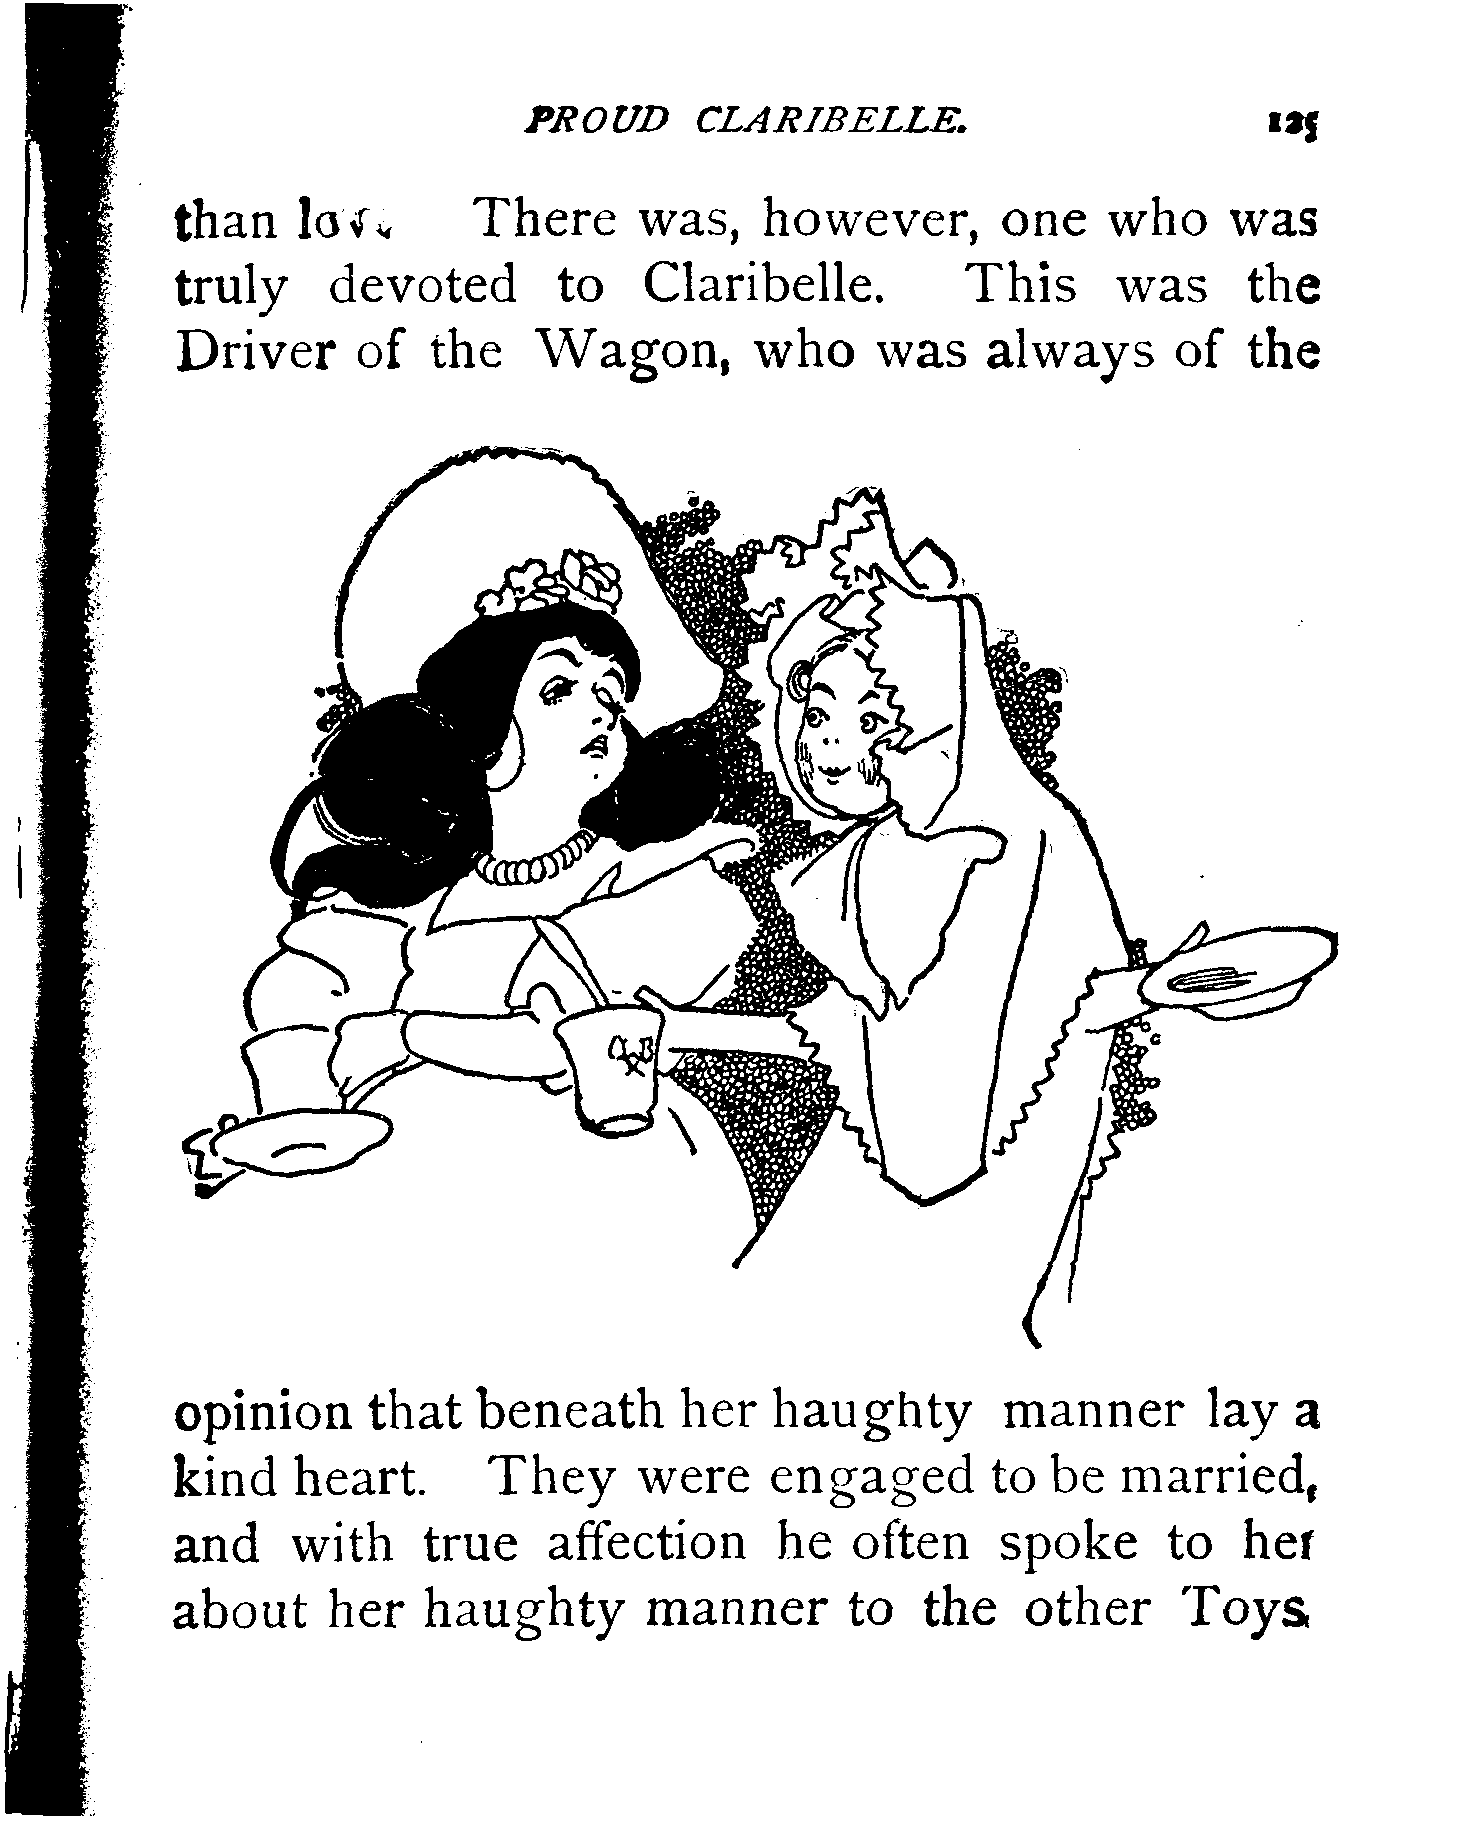 PROUD CLARIBELLE. 125
than There was, however, one who was
truly devoted to Claribelle. This was the
Driver of the Wagon, who was always of the
opinion that beneath her haughty manner lay a
kind heart. They were engaged to be married,
and with true affection he often spoke to her
about her haughty manner to the other Toys